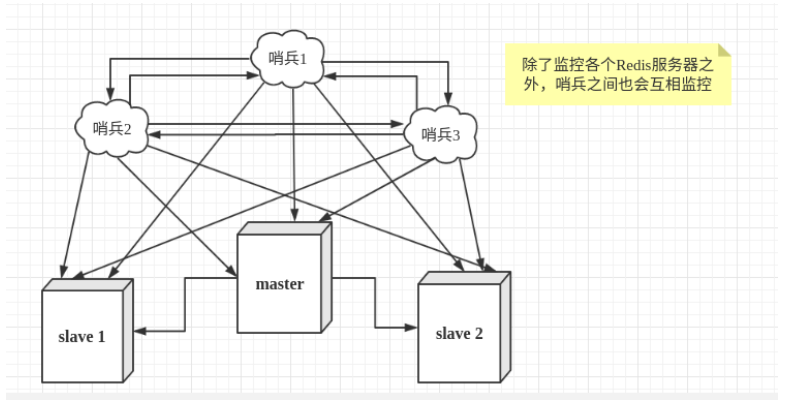 哨兵1
除了监控各个Redis服务器之
外，哨兵之间也会互相监控
哨兵2
哨兵3
master
slave 1
slave 2